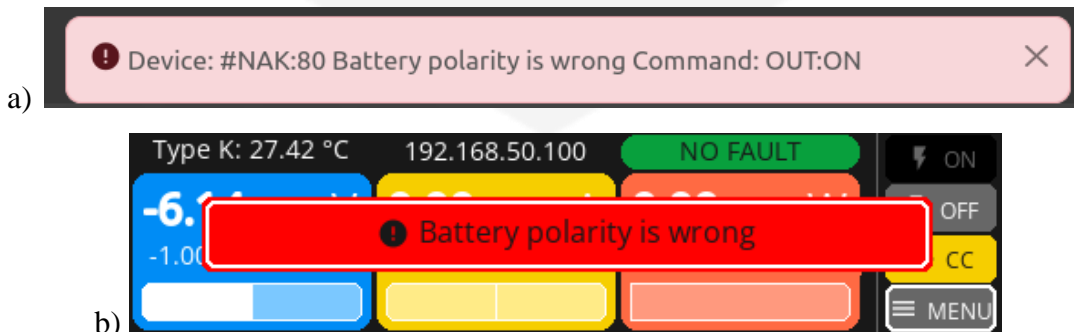 Device: #NAK:80 Battery polarity is wrong Command: OUT:ON
a)
Type K: 27.42 °C 192.168.50.100 NO FAULT ON
OFF
Battery polarity is wrong
-1.00
CC
MENU
b)